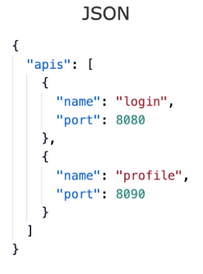 JSON
{
  "apis": [
    {
      "name": "login",
      "port": 8080
    },
    {
      "name": "profile",
      "port": 8090
    }
  ]
}